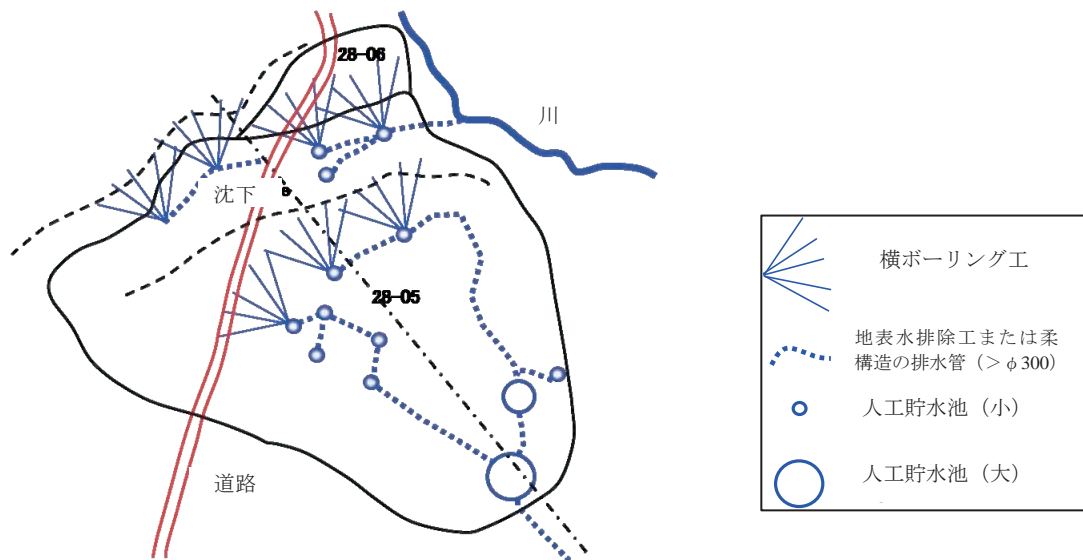 28-06
川
沈下
B
28-05
道路
横ボーリング工
地表水排除工または柔
構造の排水管（＞φ300）
人工貯水池（小）
人工貯水池（大）